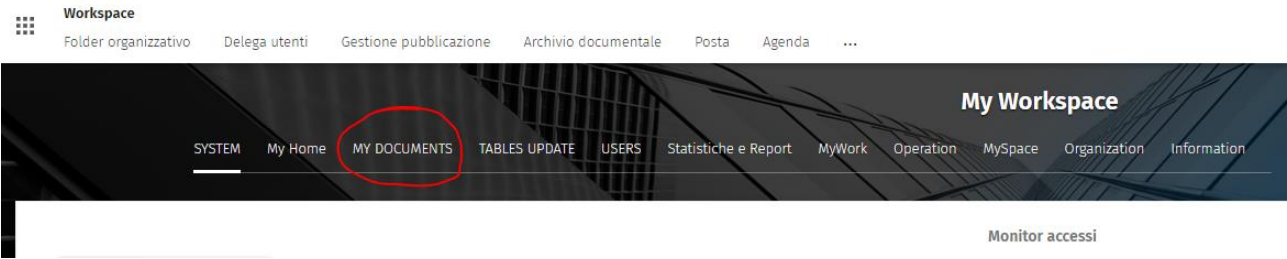 Workspace
Folder organizzativo Delega utenti Gestione pubblicazione Archivio documentale Posta Agenda ...
My Workspace
SYSTEM My Home MY DOCUMENTS TABLES UPDATE USERS Statistiche e Report MyWork Operation MySpace Organization Information
Monitor accessi